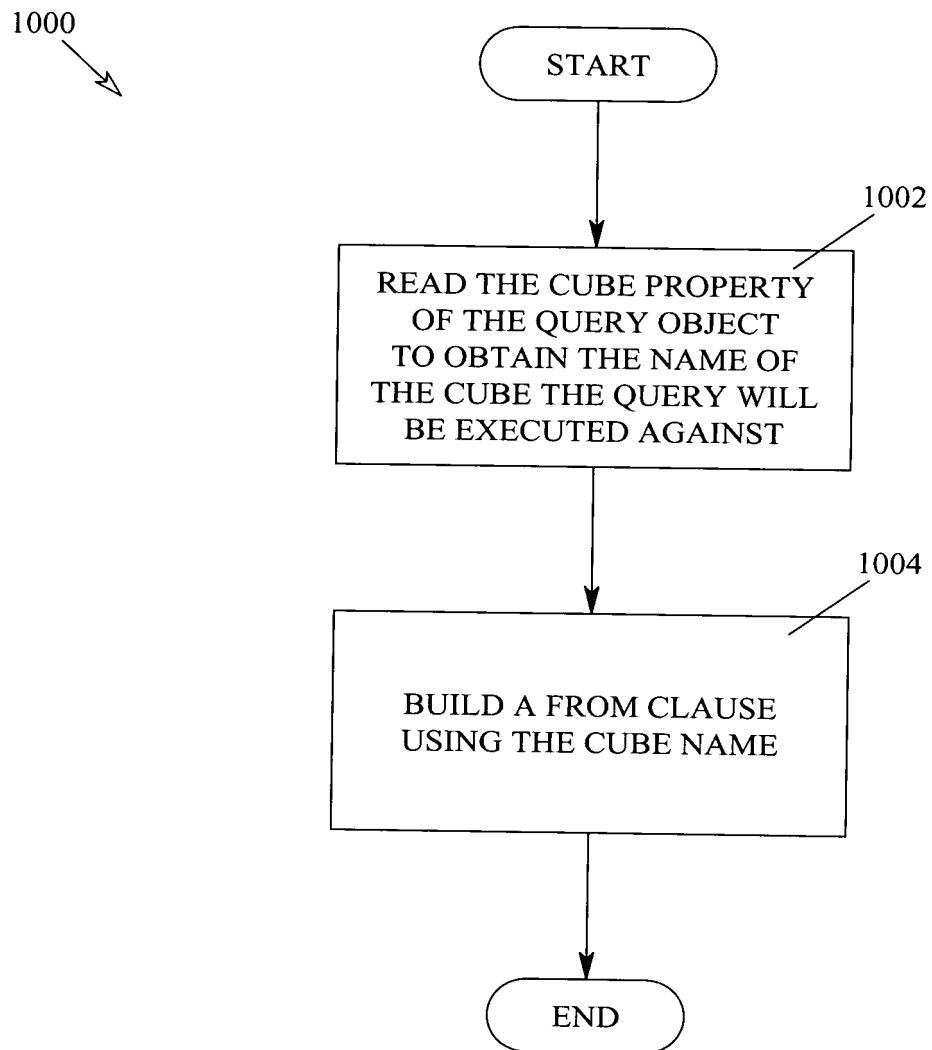 1000
START
1002
READ THE CUBE PROPERTY
OF THE QUERY OBJECT
TO OBTAIN THE NAME OF
THE CUBE THE QUERY WILL
BE EXECUTED AGAINST
1004
BUILD A FROM CLAUSE
USING THE CUBE NAME
END